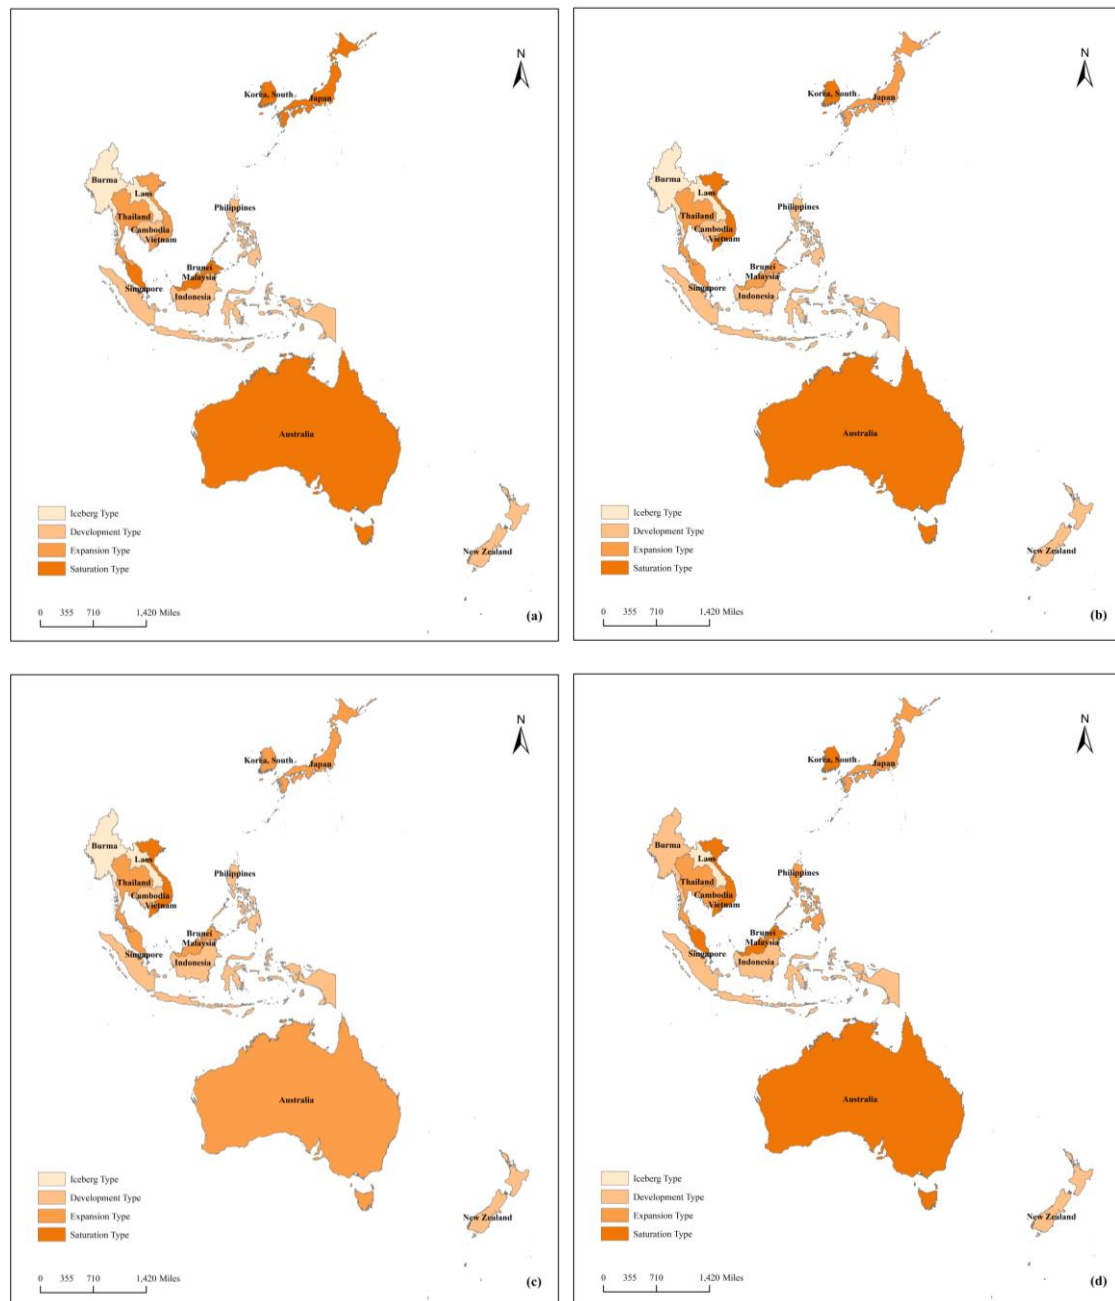 N
Korea, South
Japan
Burma
Laos
Thailand
Philippines
Cambodia
Vietnam
Brunei
Malaysia
Singapore
Indonesia
Australia
New Zealand
Iceberg Type
Development Type
Expansion Type
Saturation Type
0 355 710 1,420 Miles
(a)
N
Korea, South
Japan
Burma
Laos
Thailand
Philippines
Cambodia
Vietnam
Brunei
Malaysia
Singapore
Indonesia
Australia
New Zealand
Iceberg Type
Development Type
Expansion Type
Saturation Type
0 355 710 1,420 Miles
(b)
N
Korea, South
Japan
Burma
Laos
Thailand
Philippines
Cambodia
Vietnam
Brunei
Malaysia
Singapore
Indonesia
Australia
New Zealand
Iceberg Type
Development Type
Expansion Type
Saturation Type
0 355 710 1,420 Miles
(c)
N
Korea, South
Japan
Burma
Laos
Thailand
Philippines
Cambodia
Vietnam
Brunei
Malaysia
Singapore
Indonesia
Australia
New Zealand
Iceberg Type
Development Type
Expansion Type
Saturation Type
0 355 710 1,420 Miles
(d)